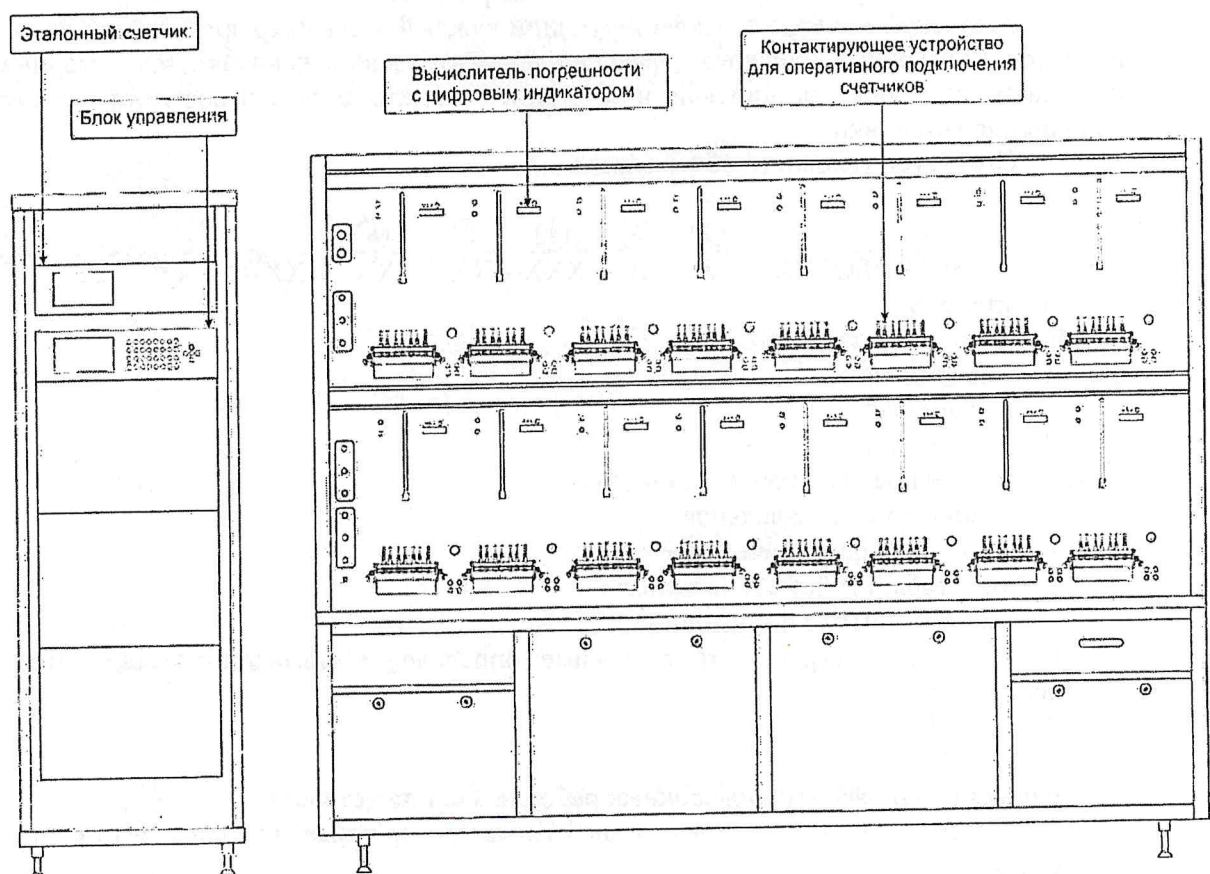 Эталонный счетчик
Блок управления
Вычислитель погрешности
с цифровым индикатором
Контактирующее устройство
для оперативного подключения
счетчиков